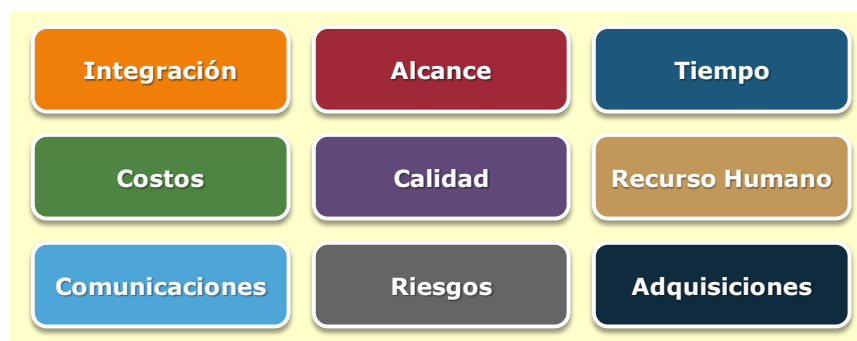 Integración
Alcance
Tiempo
Costos
Calidad
Recurso Humano
Comunicaciones
Riesgos
Adquisiciones